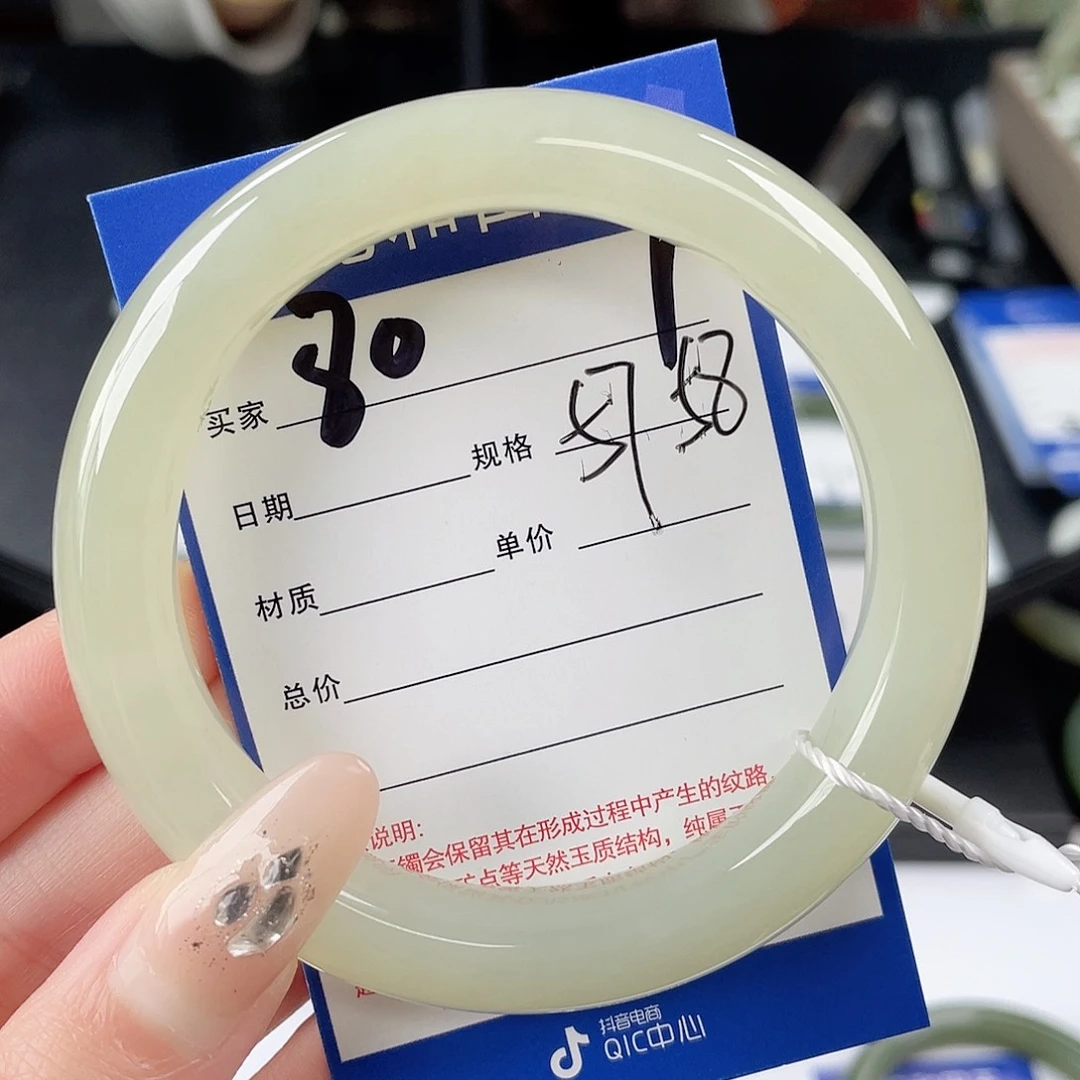 80
买家
57 58
规格
日期
单价
材质
总价
说明:
镯会保留其在形成过程中产生的纹路
点等天然玉质结构，纯属
抖音电商
QIC中心